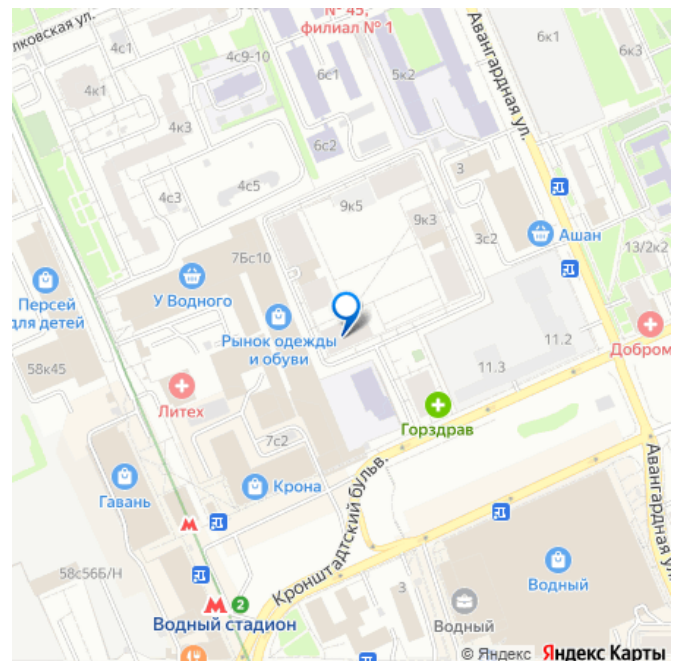 № 45,
филиал № 1
лковская ул.
4с1
4с9-10
6с1
5к2
Авангардная ул.
6к1
6к3
4к1
4к3
6с2
4с3
4с5
3
9к5
9к3
3с2
Ашан
13/2к2
7Бс10
Персей
для детей
У Водного
Рынок одежды
и обуви
11.2
Добром
58к45
11.3
Литех
Горздрав
7с2
Крона
Гавань
Кронштадтский бульв.
Авангардная ул.
М
58с56Б/Н
Водный
3
М 2
Водный стадион
Водный
© Яндекс Яндекс Карты